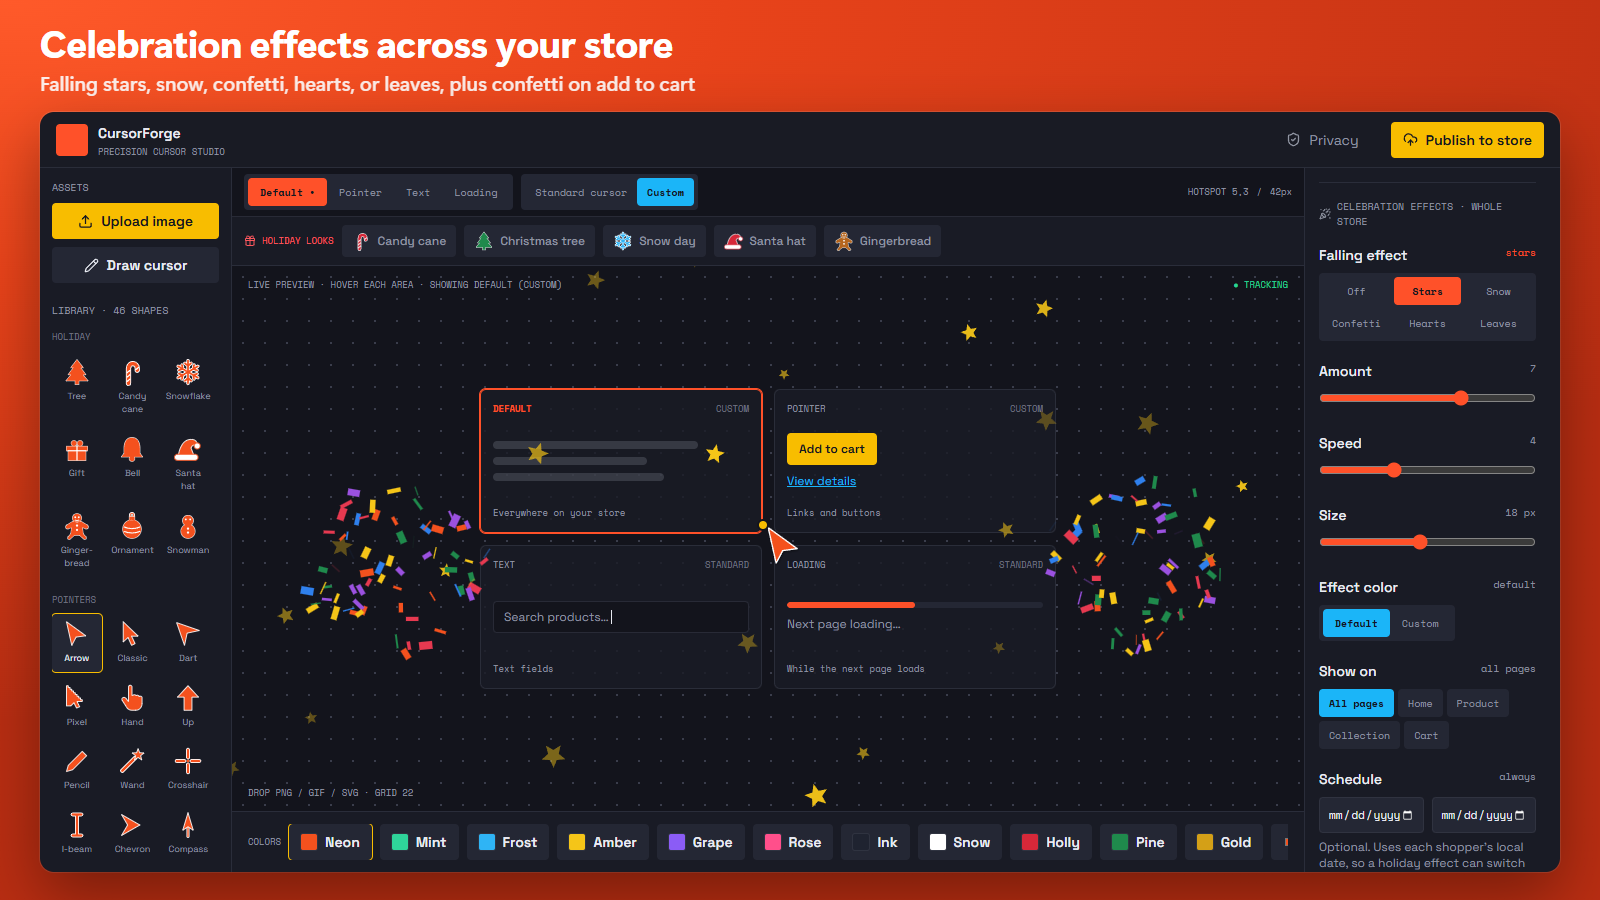 Celebration effects across your store
Falling stars, snow, confetti, hearts, or leaves, plus confetti on add to cart
CursorForge
PRECISION CURSOR STUDIO
Privacy
Publish to store
ASSETS
Upload image
Draw cursor
LIBRARY · 46 SHAPES
HOLIDAY
Tree
Candy cane
Snowflake
Gift
Bell
Santa hat
Ginger-
bread
Ornament
Snowman
POINTERS
Arrow
Classic
Dart
Pixel
Hand
Up
Pencil
Wand
Crosshair
I-beam
Chevron
Compass
Default •
Pointer
Text
Loading
Standard cursor
Custom
HOTSPOT 5,3 / 42px
HOLIDAY LOOKS
Candy cane
Christmas tree
Snow day
Santa hat
Gingerbread
LIVE PREVIEW · HOVER EACH AREA · SHOWING DEFAULT (CUSTOM)
• TRACKING
DEFAULT
CUSTOM
Everywhere on your store
POINTER
CUSTOM
Add to cart
View details
Links and buttons
TEXT
STANDARD
Search products...
Text fields
LOADING
STANDARD
Next page loading...
While the next page loads
DROP PNG / GIF / SVG · GRID 22
COLORS
Neon
Mint
Frost
Amber
Grape
Rose
Ink
Snow
Holly
Pine
Gold
CELEBRATION EFFECTS · WHOLE
STORE
Falling effect
stars
Off
Stars
Snow
Confetti
Hearts
Leaves
Amount
7
Speed
4
Size
18 px
Effect color
default
Default
Custom
Show on
all pages
All pages
Home
Product
Collection
Cart
Schedule
always
mm/dd/yyyy
mm/dd/yyyy
Optional. Uses each shopper's local
date, so a holiday effect can switch